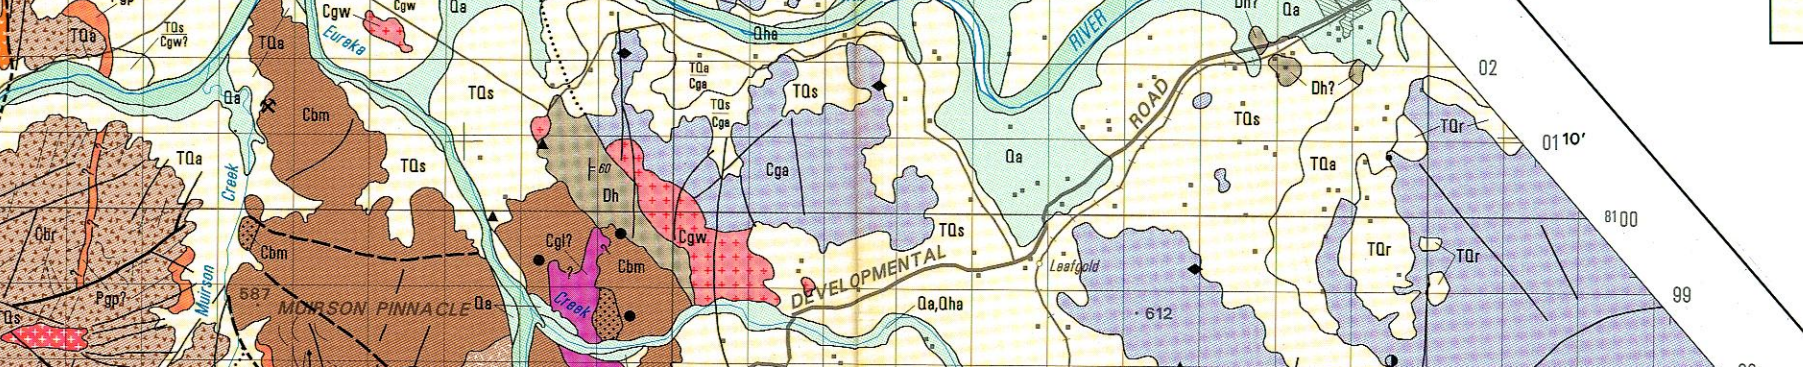 Cgw
Cgw
Qa
Dh?
Qa
TQa
TQs
Cgw?
TQa
Eureka
Qha
RIVER
02
TQa
Cga
Qa
Cbm
TQs
TQs
Cga
TQs
ROAD
TQs
Dh?
TQr
01 10'
TQa
TQs
60
Dh
Cga
Qa
TQa
Creek
Cbr
Cbm
Cgl?
?
Cbm
Cgw
TQs
TQr
TQr
8100
Leafgold
DEVELOPMENTAL
Pgp?
Muirson
587
MUIRSON PINNACLE
Qa
Creek
Qa,Qha
612
99
Qs